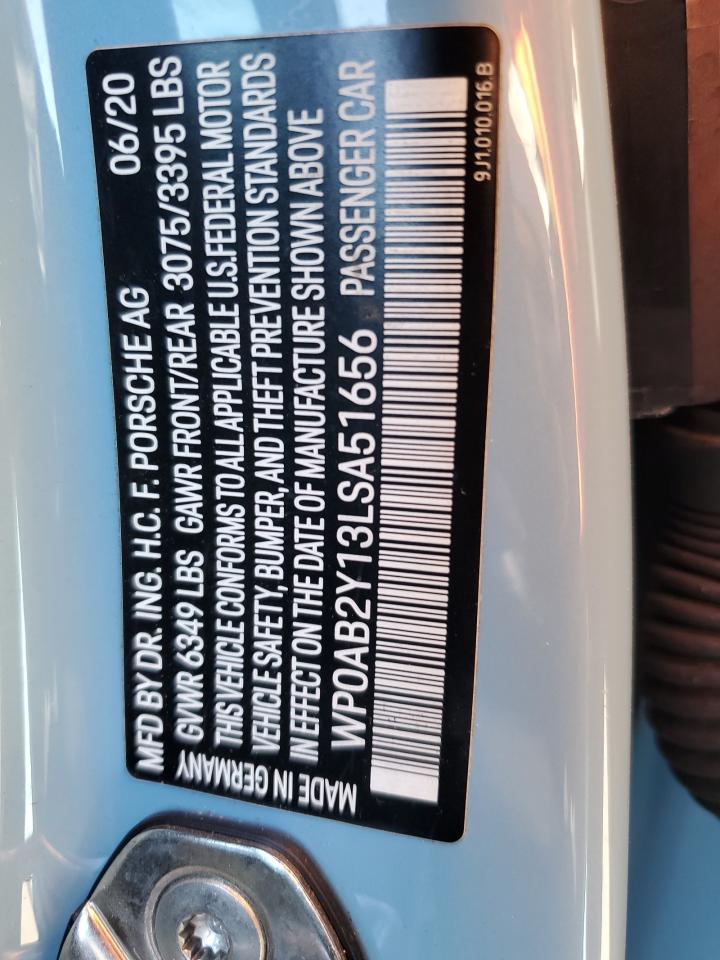 MFD BY DR. ING. H.C. F. PORSCHE AG 06/20
GVWR 6349 LBS GAWR FRONT/REAR 3075/3395 LBS
THIS VEHICLE CONFORMS TO ALL APPLICABLE U.S.FEDERAL MOTOR
VEHICLE SAFETY, BUMPER, AND THEFT PREVENTION STANDARDS
IN EFFECT ON THE DATE OF MANUFACTURE SHOWN ABOVE
WP0AB2Y13LSA51656 PASSENGER CAR
MADE IN GERMANY
9J1.010.016.B